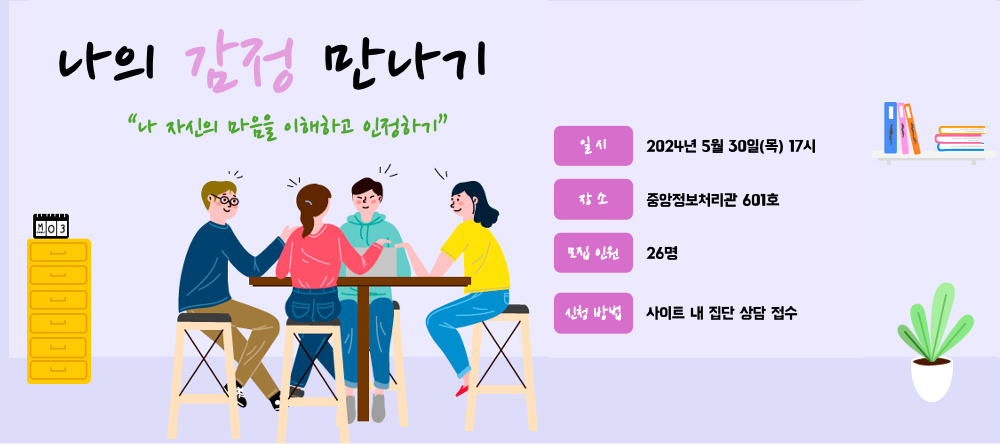 나의 감정 만나기
“나 자신의 마음을 이해하고 인정하기”
일 시 2024년 5월 30일(목) 17시
장 소 중앙정보처리관 601호
모집 인원 26명
신청 방법 사이트 내 집단 상담 접수
M 0 3